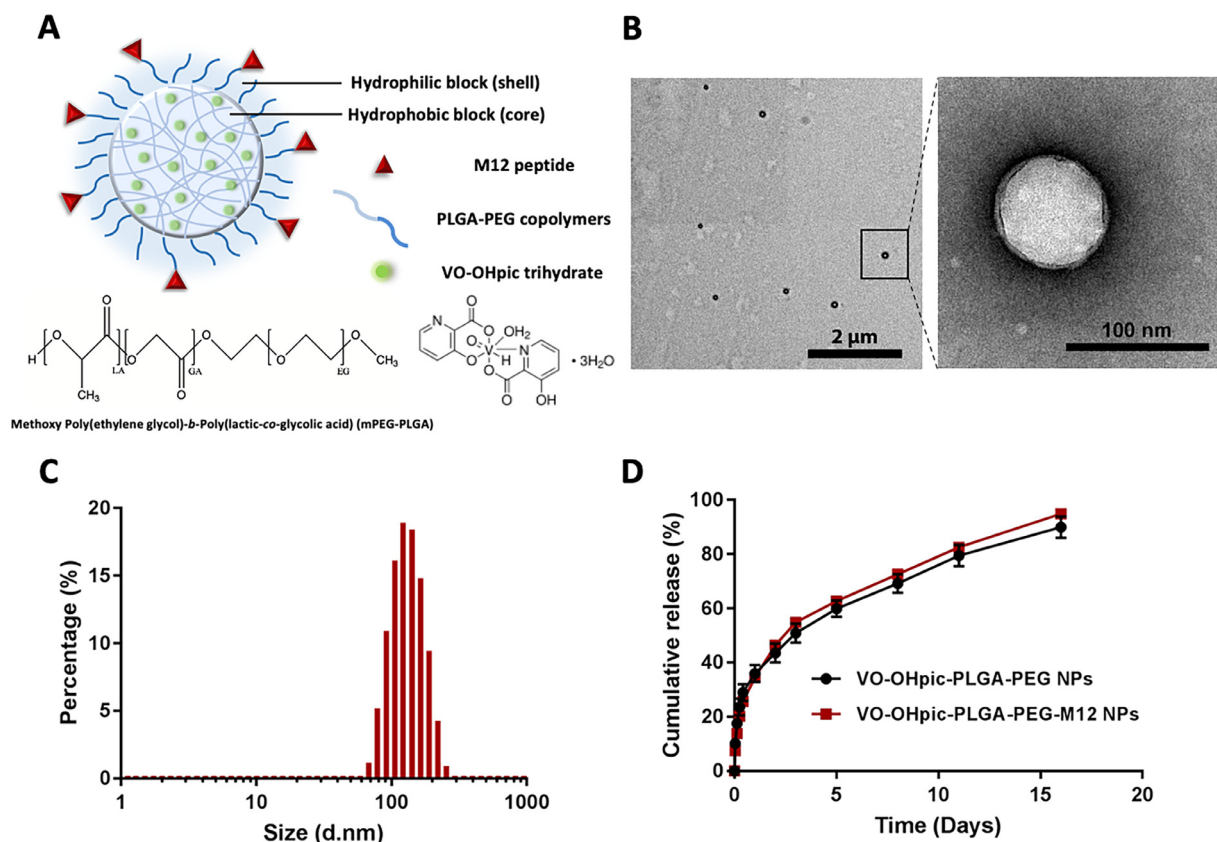 A
Hydrophilic block (shell)
Hydrophobic block (core)
M12 peptide
PLGA-PEG copolymers
VO-OHpic trihydrate
H O O LA O O GA O O EG O CH3
CH3
N O O OH2 O V H N O O O OH • 3H2O
Methoxy Poly(ethylene glycol)-b-Poly(lactic-co-glycolic acid) (mPEG-PLGA)
B
2 μm
100 nm
C
Percentage (%)
20
15
10
5
0
1 10 100 1000
Size (d.nm)
D
Cumulative release (%)
100
80
60
40
20
0
VO-OHpic-PLGA-PEG NPs
VO-OHpic-PLGA-PEG-M12 NPs
0 5 10 15 20
Time (Days)